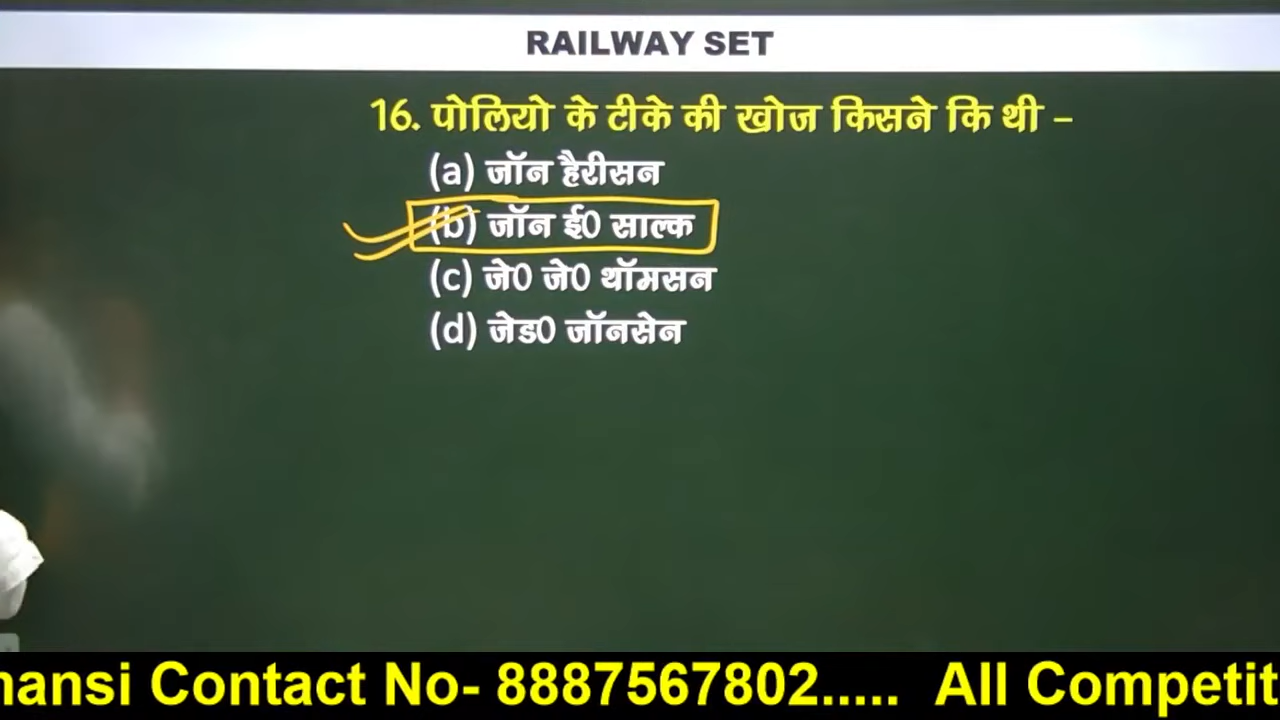 RAILWAY SET
16. पोलियो के टीके की खोज किसने कि थी –
(a) जॉन हैरीसन
(b) जॉन ई0 साल्क
(c) जे0 जे0 थॉमसन
(d) जेड0 जॉनसेन
hansi Contact No- 8887567802..... All Competit